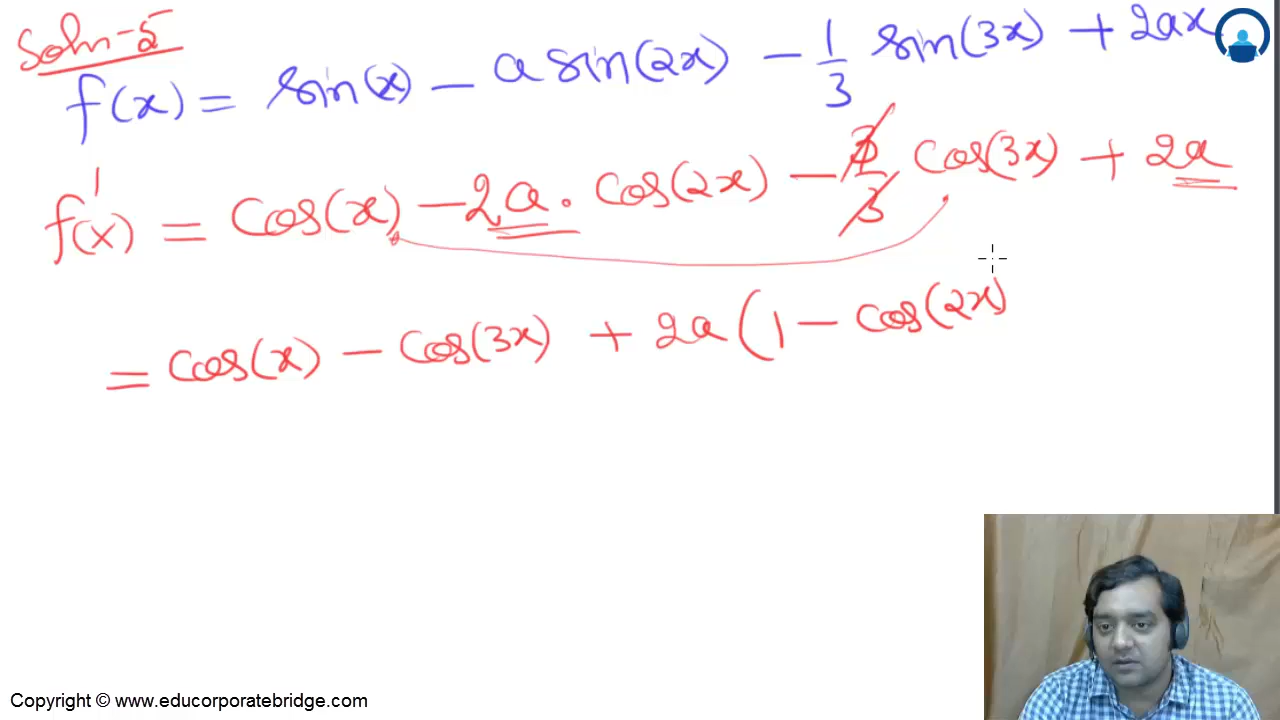 Soln-5
f(x) = sin(x) - a sin(2x) - 1/3 sin(3x) + 2ax
f'(x) = cos(x) - 2a. cos(2x) - 3/3 cos(3x) + 2a
= cos(x) - cos(3x) + 2a (1 - cos(2x)
Copyright © www.educorporatebridge.com